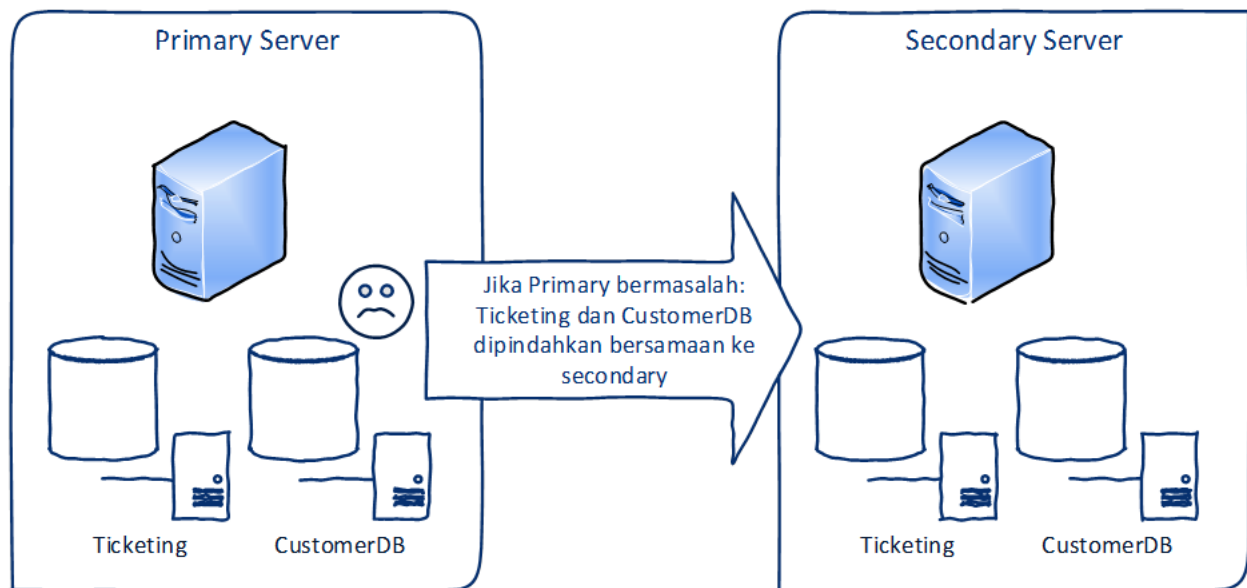 Primary Server
Secondary Server
Jika Primary bermasalah:
Ticketing dan CustomerDB
dipindahkan bersamaan ke
secondary
Ticketing
CustomerDB
Ticketing
CustomerDB